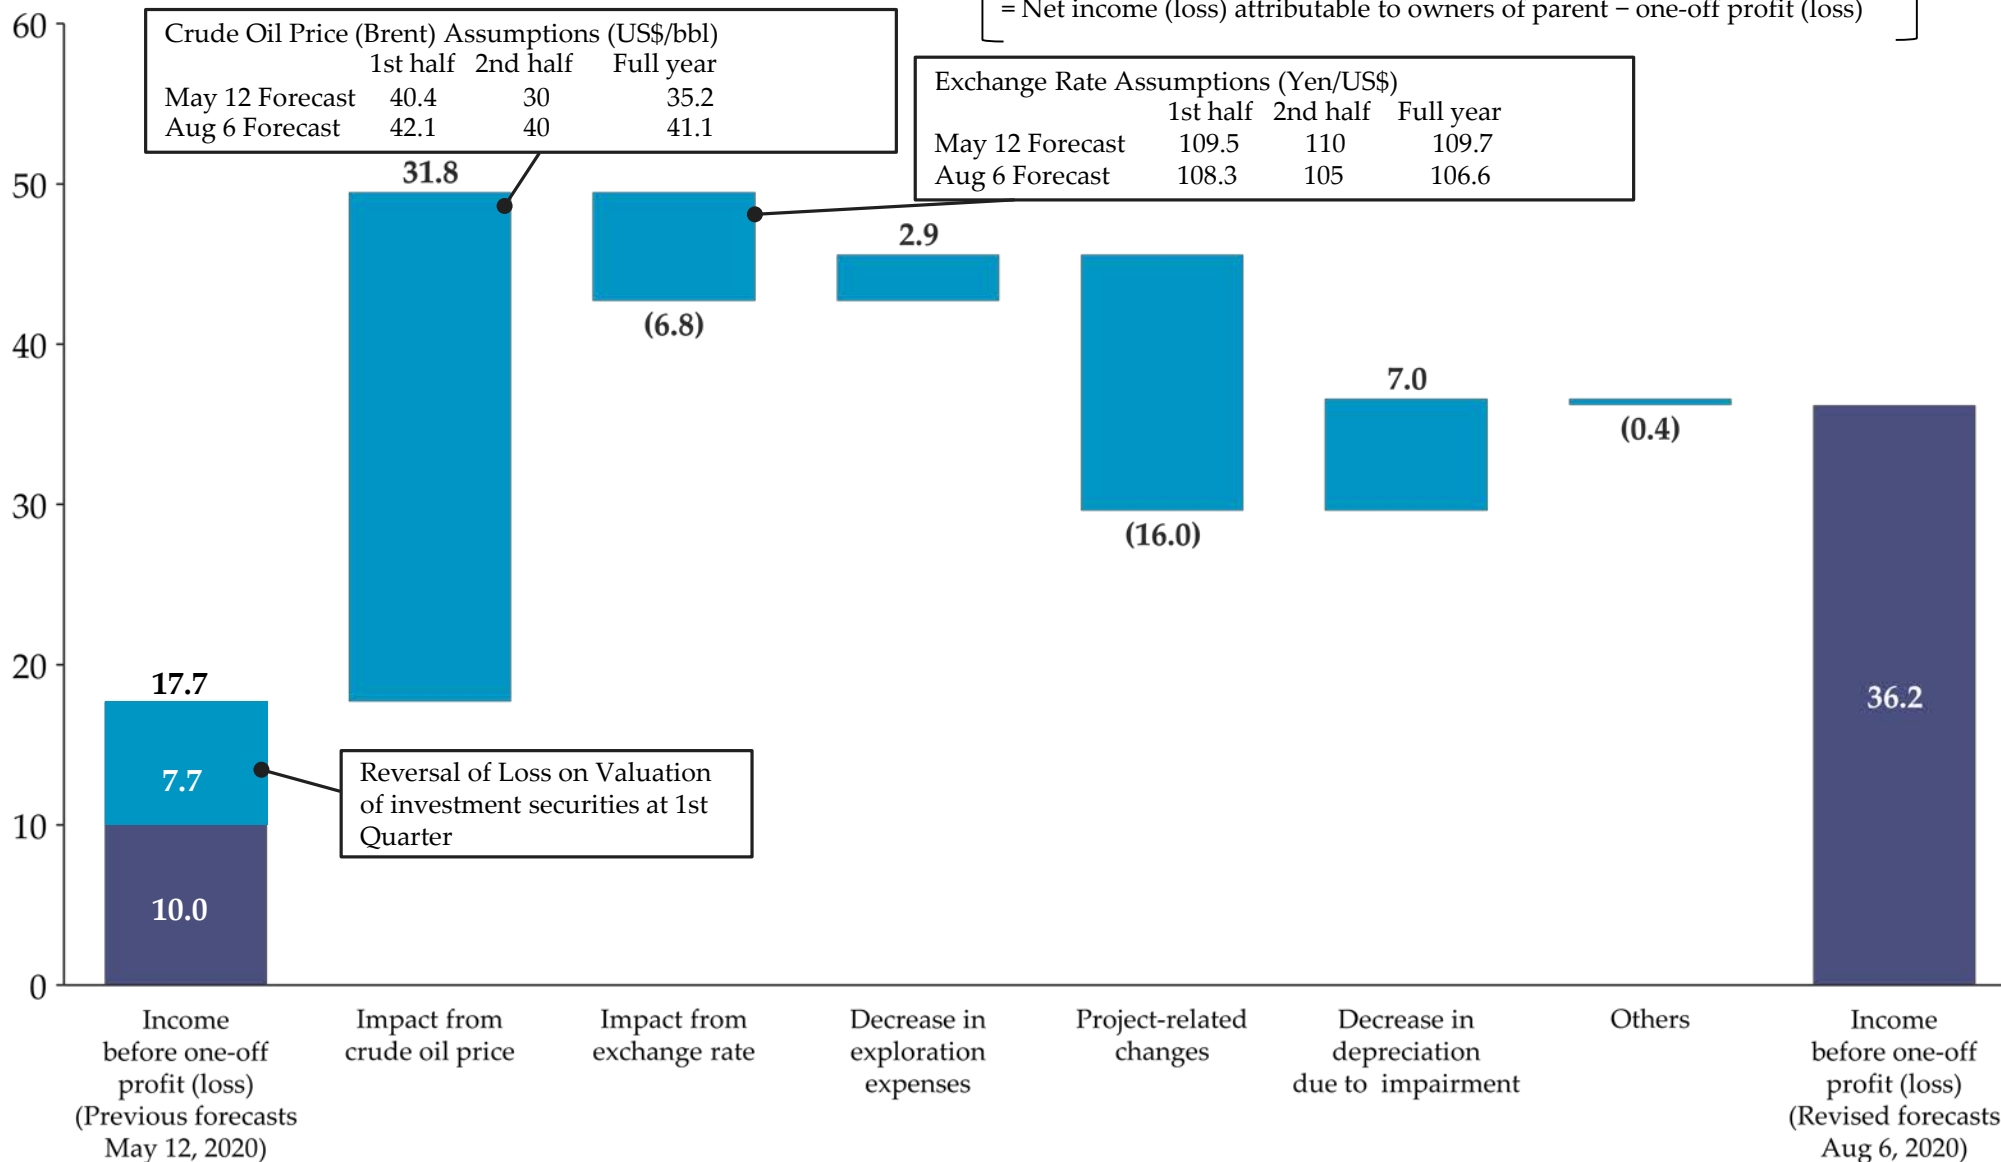 = Net income (loss) attributable to owners of parent − one-off profit (loss)
Crude Oil Price (Brent) Assumptions (US$/bbl)
1st half 2nd half Full year
May 12 Forecast 40.4 30 35.2
Aug 6 Forecast 42.1 40 41.1
Exchange Rate Assumptions (Yen/US$)
1st half 2nd half Full year
May 12 Forecast 109.5 110 109.7
Aug 6 Forecast 108.3 105 106.6
60
50
40
30
20
10
0
17.7
7.7
10.0
Reversal of Loss on Valuation
of investment securities at 1st
Quarter
31.8
(6.8)
2.9
(16.0)
7.0
(0.4)
36.2
Income
before one-off
profit (loss)
(Previous forecasts
May 12, 2020)
Impact from
crude oil price
Impact from
exchange rate
Decrease in
exploration
expenses
Project-related
changes
Decrease in
depreciation
due to impairment
Others
Income
before one-off
profit (loss)
(Revised forecasts
Aug 6, 2020)